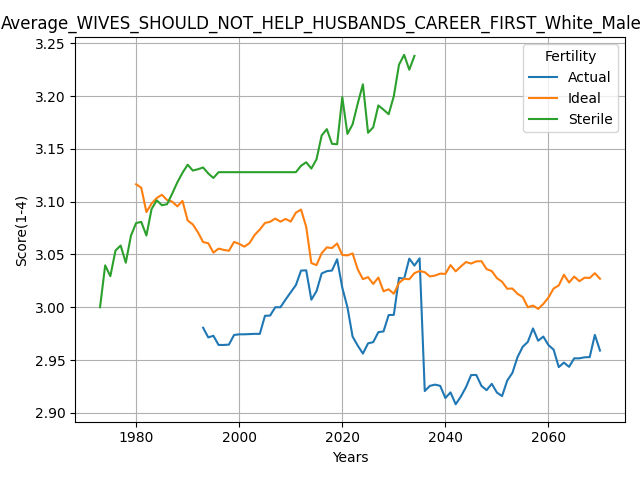 Average_WIVES_SHOULD_NOT_HELP_HUSBANDS_CAREER_FIRST_White_Male
Fertility
Actual
Ideal
Sterile
Score(1-4)
3.25
3.20
3.15
3.10
3.05
3.00
2.95
2.90
1980 2000 2020 2040 2060
Years